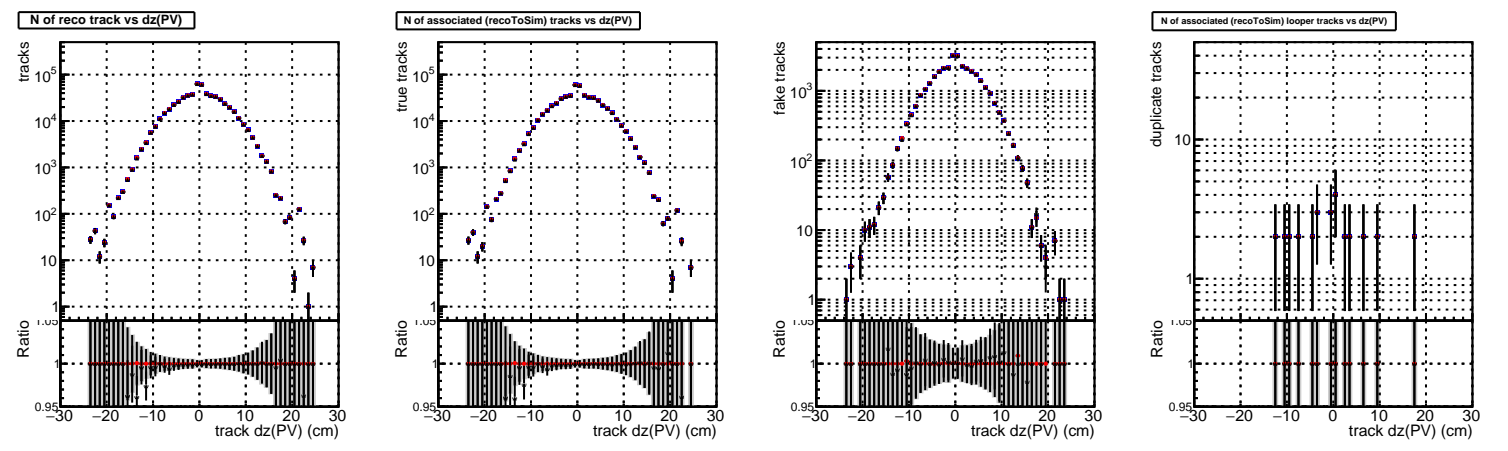 N of reco track vs dz(PV)
tracks
10^5
10^4
10^3
10^2
10
1
1.05
Ratio
1
0.95
−30 −20 −10 0 10 20 30
track dz(PV) (cm)
N of associated (recoToSim) tracks vs dz(PV)
true tracks
10^5
10^4
10^3
10^2
10
1
1.05
Ratio
1
0.95
−30 −20 −10 0 10 20 30
track dz(PV) (cm)
fake tracks
10^3
10^2
10
1
1.05
Ratio
1
0.95
−30 −20 −10 0 10 20 30
track dz(PV) (cm)
N of associated (recoToSim) looper tracks vs dz(PV)
duplicate tracks
10
1
1.05
Ratio
1
0.95
−30 −20 −10 0 10 20 30
track dz(PV) (cm)